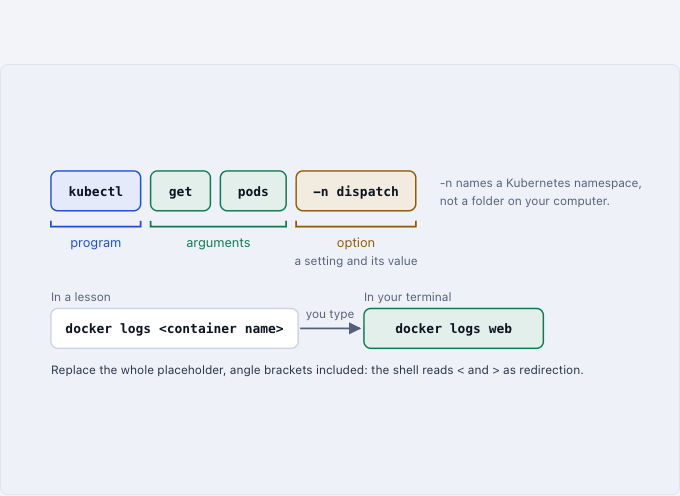 kubectl get pods −n dispatch
-n names a Kubernetes namespace,
not a folder on your computer.
program arguments option
a setting and its value
In a lesson In your terminal
docker logs <container name> you type docker logs web
Replace the whole placeholder, angle brackets included: the shell reads < and > as redirection.